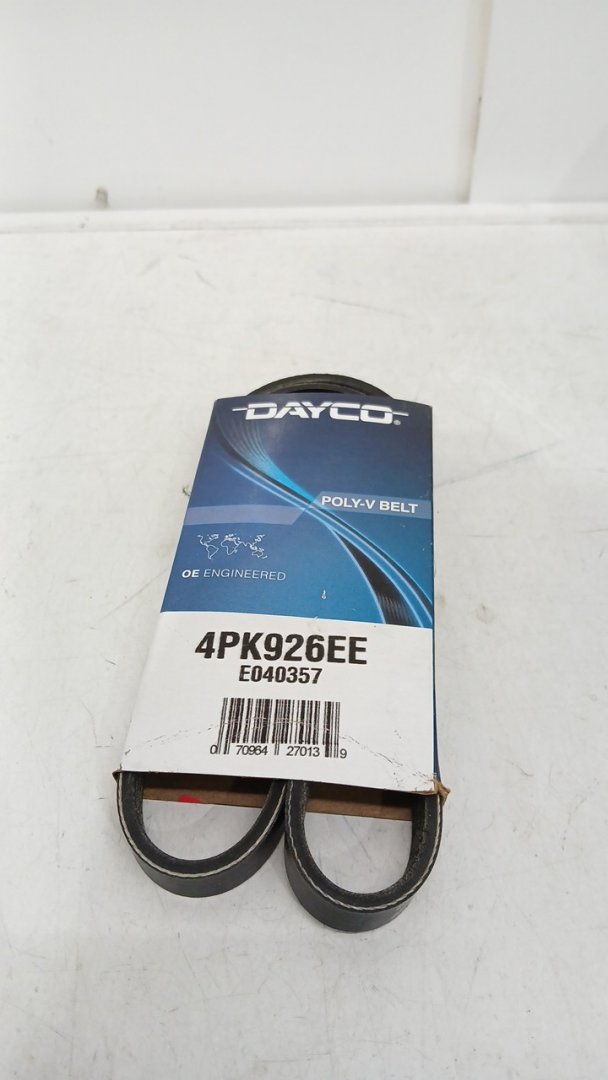 DAYCO®
POLY-V BELT
OE ENGINEERED
4PK926EE
E040357
0 70964 27013 9